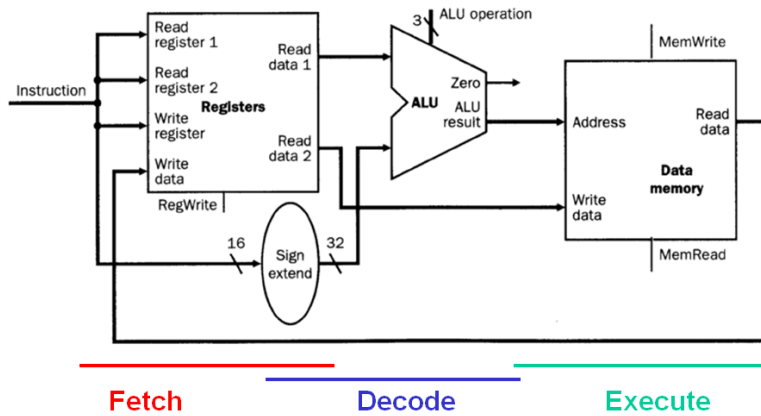 Instruction
Read
register 1
Read
register 2
Write
register
Write
data
Registers
Read
data 1
Read
data 2
RegWrite
16
Sign
extend
32
3
ALU operation
Zero
ALU
ALU
result
MemWrite
Address
Read
data
Data
memory
Write
data
MemRead
Fetch
Decode
Execute